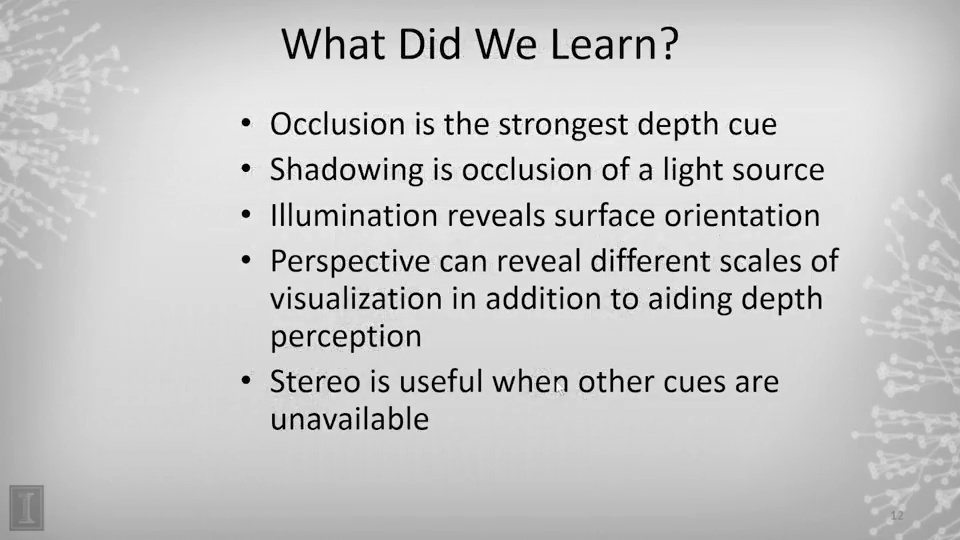 What Did We Learn?
• Occlusion is the strongest depth cue
• Shadowing is occlusion of a light source
• Illumination reveals surface orientation
• Perspective can reveal different scales of
visualization in addition to aiding depth
perception
• Stereo is useful when other cues are
unavailable
I
12